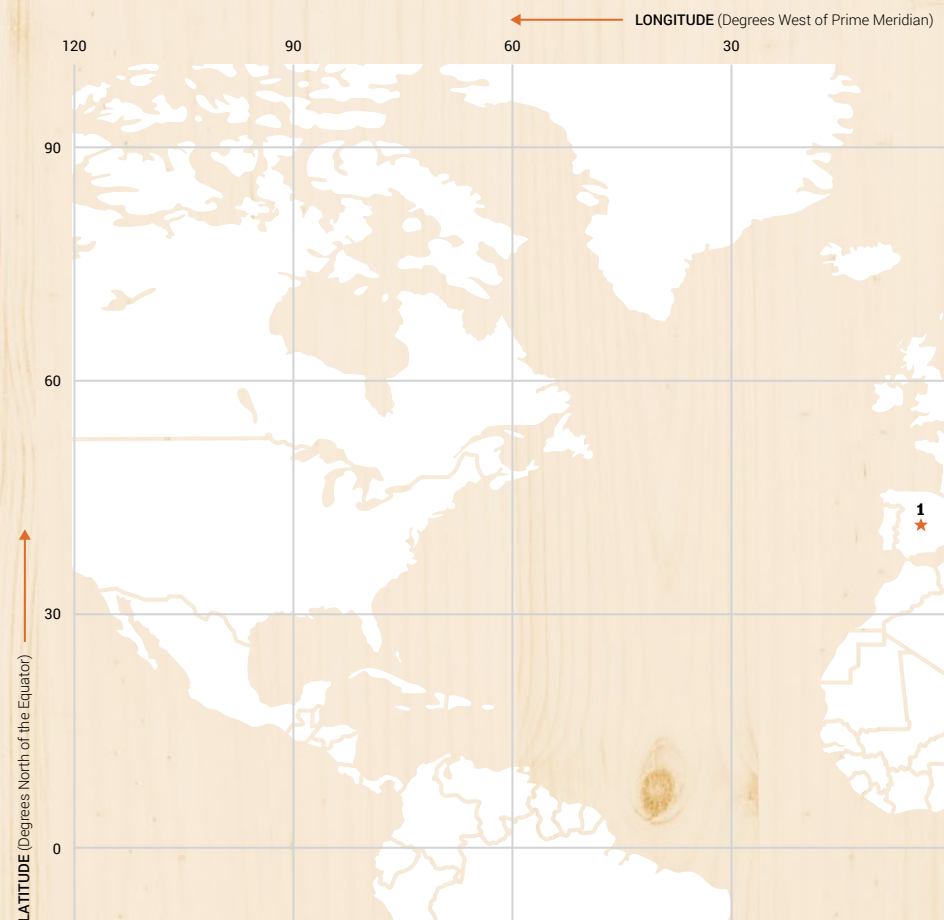 LONGITUDE (Degrees West of Prime Meridian)
120 90 60 30
90
60
1
30
0
LATITUDE (Degrees North of the Equator)